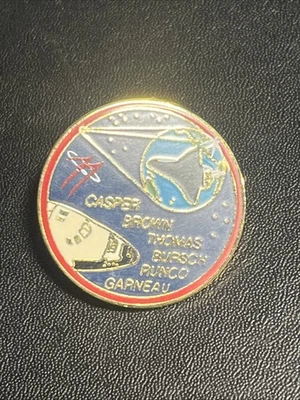 CASPER
BROWN
THOMAS
BURSCH
RUNCO
GARNEAU